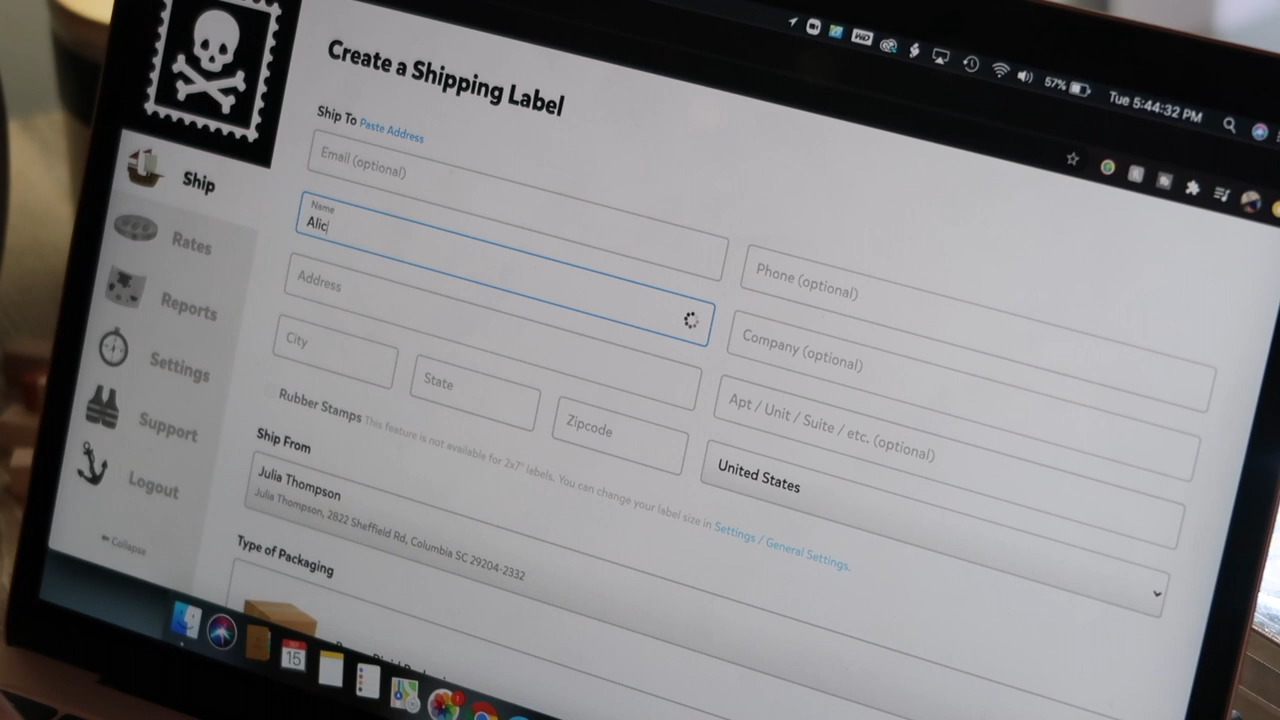 57%
Tue 5:44:32 PM
Create a Shipping Label
Ship To Paste Address
Email (optional)
Phone (optional)
Name
Alic
Company (optional)
Address
Apt / Unit / Suite / etc. (optional)
City
State
Zipcode
United States
Rubber Stamps This feature is not available for 2x7" labels. You can change your label size in Settings / General Settings.
Ship From
Julia Thompson
Julia Thompson, 2822 Sheffield Rd, Columbia SC 29204-2332
Type of Packaging
Ship
Rates
Reports
Settings
Support
Logout
Collapse
15